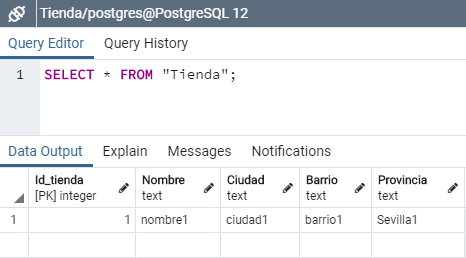 Tienda/postgres@PostgreSQL 12
Query Editor Query History
1 SELECT * FROM "Tienda";
Data Output Explain Messages Notifications
Id_tienda Nombre Ciudad Barrio Provincia
[PK] integer text text text text
1 1 nombre1 ciudad1 barrio1 Sevilla1